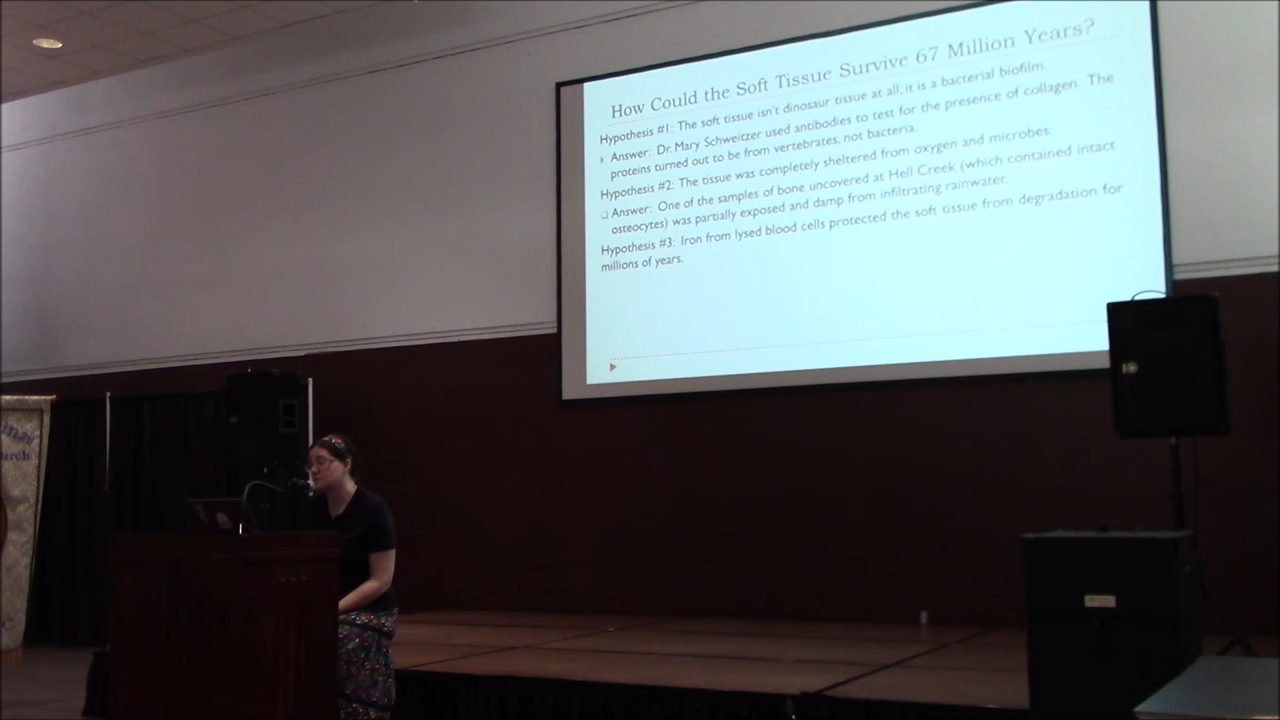 How Could the Soft Tissue Survive 67 Million Years?
Hypothesis #1: The soft tissue isn't dinosaur tissue at all; it is a bacterial biofilm.
Answer: Dr. Mary Schweitzer used antibodies to test for the presence of collagen. The
proteins turned out to be from vertebrates, not bacteria.
Hypothesis #2: The tissue was completely sheltered from oxygen and microbes.
Answer: One of the samples of bone uncovered at Hell Creek (which contained intact
osteocytes) was partially exposed and damp from infiltrating rainwater.
Hypothesis #3: Iron from lysed blood cells protected the soft tissue from degradation for
millions of years.